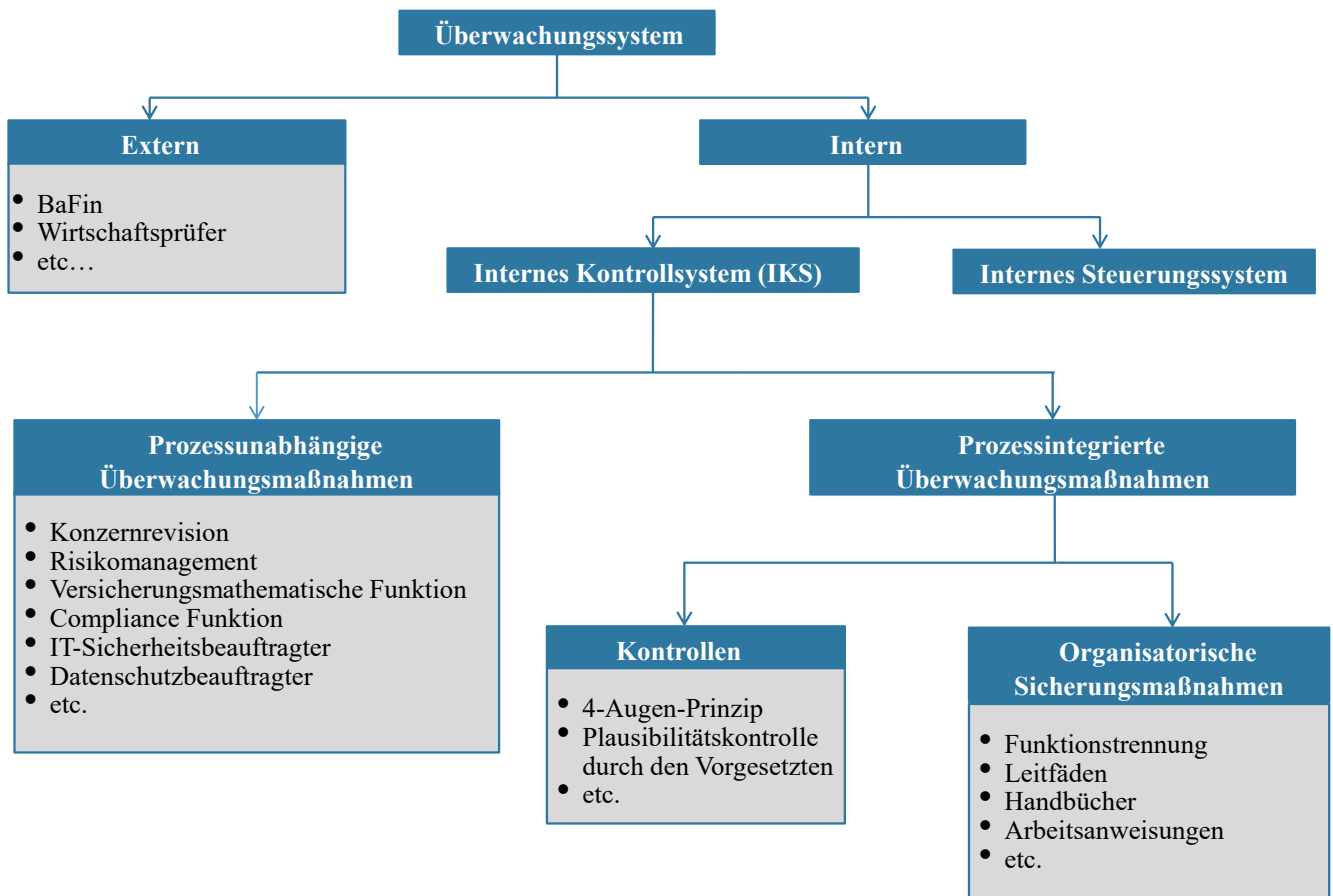 Überwachungssystem
Extern
• BaFin
• Wirtschaftsprüfer
• etc…
Intern
Internes Kontrollsystem (IKS)
Internes Steuerungssystem
Prozessunabhängige
Überwachungsmaßnahmen
• Konzernrevision
• Risikomanagement
• Versicherungsmathematische Funktion
• Compliance Funktion
• IT-Sicherheitsbeauftragter
• Datenschutzbeauftragter
• etc.
Prozessintegrierte
Überwachungsmaßnahmen
Kontrollen
• 4-Augen-Prinzip
• Plausibilitätskontrolle
durch den Vorgesetzten
• etc.
Organisatorische
Sicherungsmaßnahmen
• Funktionstrennung
• Leitfäden
• Handbücher
• Arbeitsanweisungen
• etc.